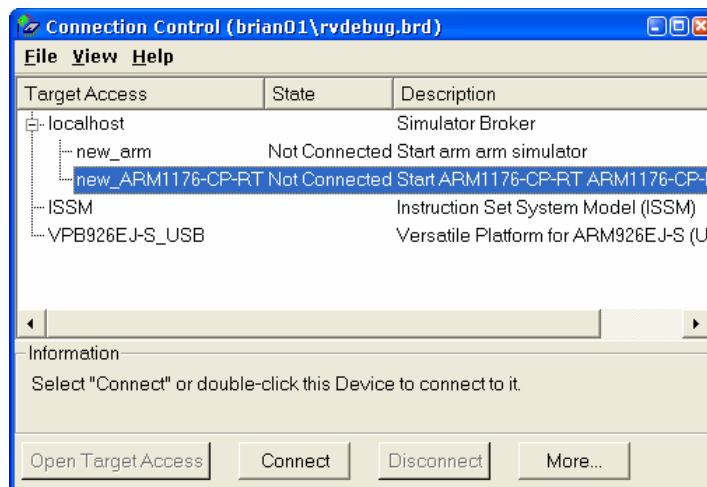 Connection Control (brian01\rvdebug.brd)
File View Help
Target Access State Description
localhost Simulator Broker
new_arm Not Connected Start arm arm simulator
new_ARM1176-CP-RT Not Connected Start ARM1176-CP-RT ARM1176-CP-
ISSM Instruction Set System Model (ISSM)
VPB926EJ-S_USB Versatile Platform for ARM926EJ-S (U
Information
Select "Connect" or double-click this Device to connect to it.
Open Target Access Connect Disconnect More...